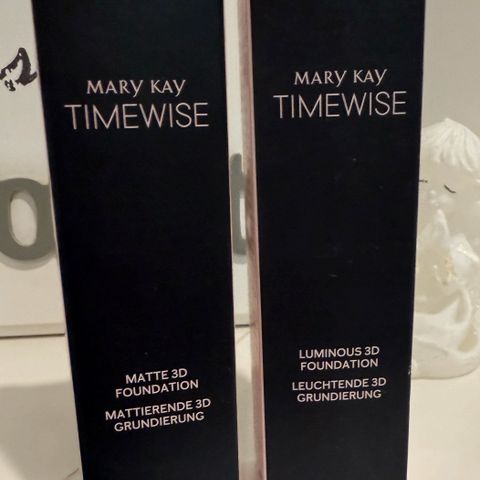 MARY KAY
TIMEWISE
MATTE 3D
FOUNDATION
MATTIERENDE 3D
GRUNDIERUNG
MARY KAY
TIMEWISE
LUMINOUS 3D
FOUNDATION
LEUCHTENDE 3D
GRUNDIERUNG